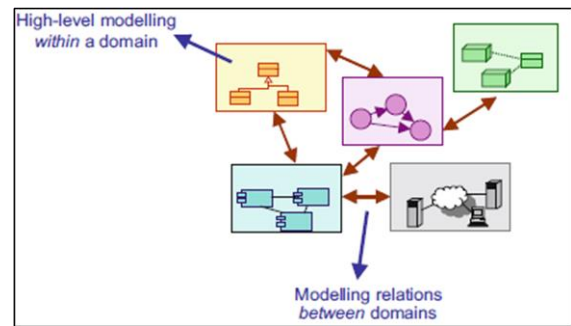 High-level modelling
within a domain
Modelling relations
between domains